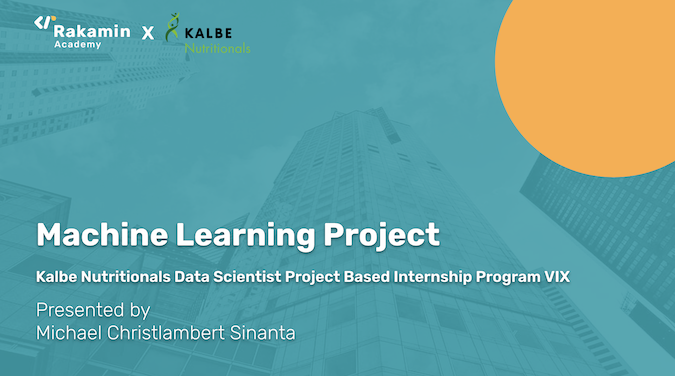 Rakamin
Academy
X
KALBE
Nutritionals
Machine Learning Project
Kalbe Nutritionals Data Scientist Project Based Internship Program VIX
Presented by
Michael Christlambert Sinanta